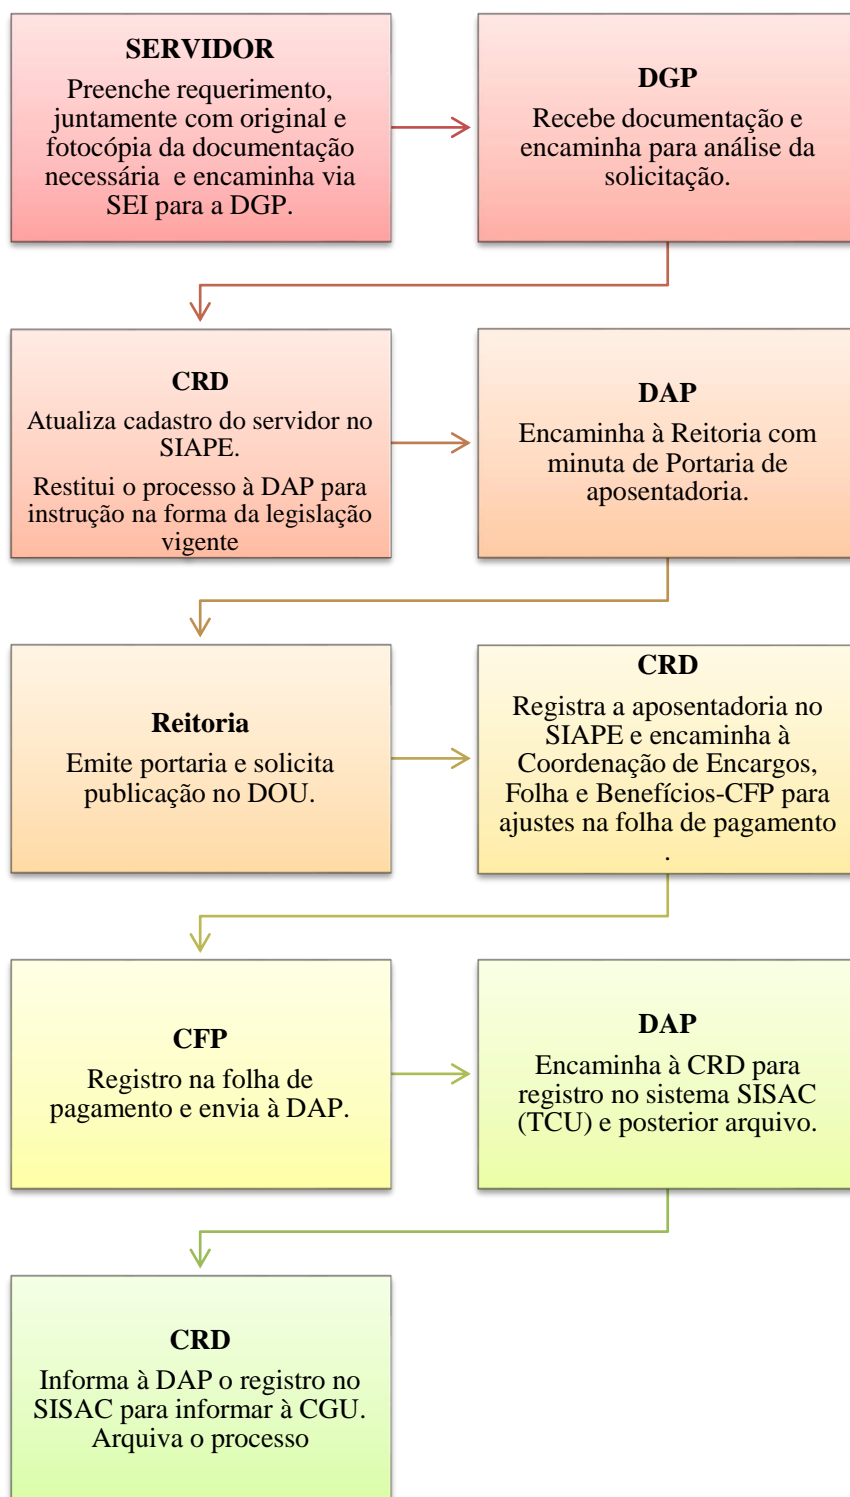 SERVIDOR
Preenche requerimento,
juntamente com original e
fotocópia da documentação
necessária e encaminha via
SEI para a DGP.
DGP
Recebe documentação e
encaminha para análise da
solicitação.
CRD
Atualiza cadastro do servidor no
SIAPE.
Restitui o processo à DAP para
instrução na forma da legislação
vigente
DAP
Encaminha à Reitoria com
minuta de Portaria de
aposentadoria.
Reitoria
Emite portaria e solicita
publicação no DOU.
CRD
Registra a aposentadoria no
SIAPE e encaminha à
Coordenação de Encargos,
Folha e Benefícios-CFP para
ajustes na folha de pagamento
.
CFP
Registro na folha de
pagamento e envia à DAP.
DAP
Encaminha à CRD para
registro no sistema SISAC
(TCU) e posterior arquivo.
CRD
Informa à DAP o registro no
SISAC para informar à CGU.
Arquiva o processo